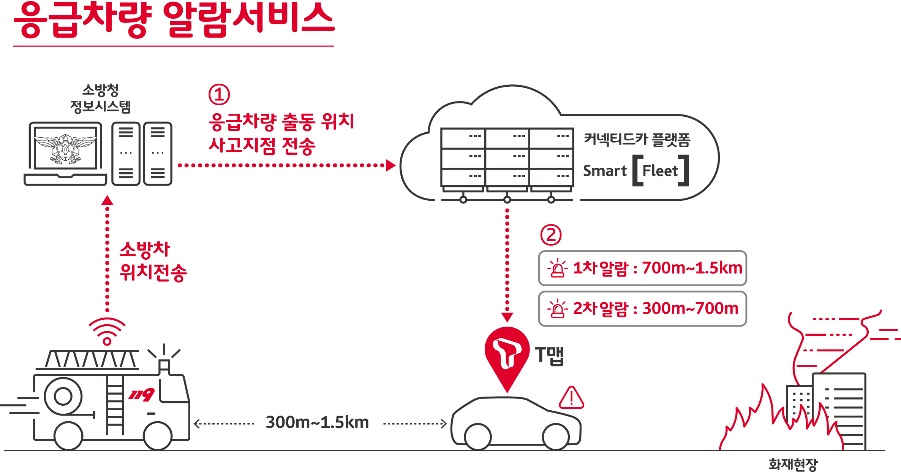 응급차량 알람서비스
소방청
정보시스템
①
응급차량 출동 위치
사고지점 전송
커넥티드카 플랫폼
Smart [Fleet]
소방차
위치전송
②
1차알람 : 700m~1.5km
2차알람 : 300m~700m
T맵
119
300m~1.5km
화재현장